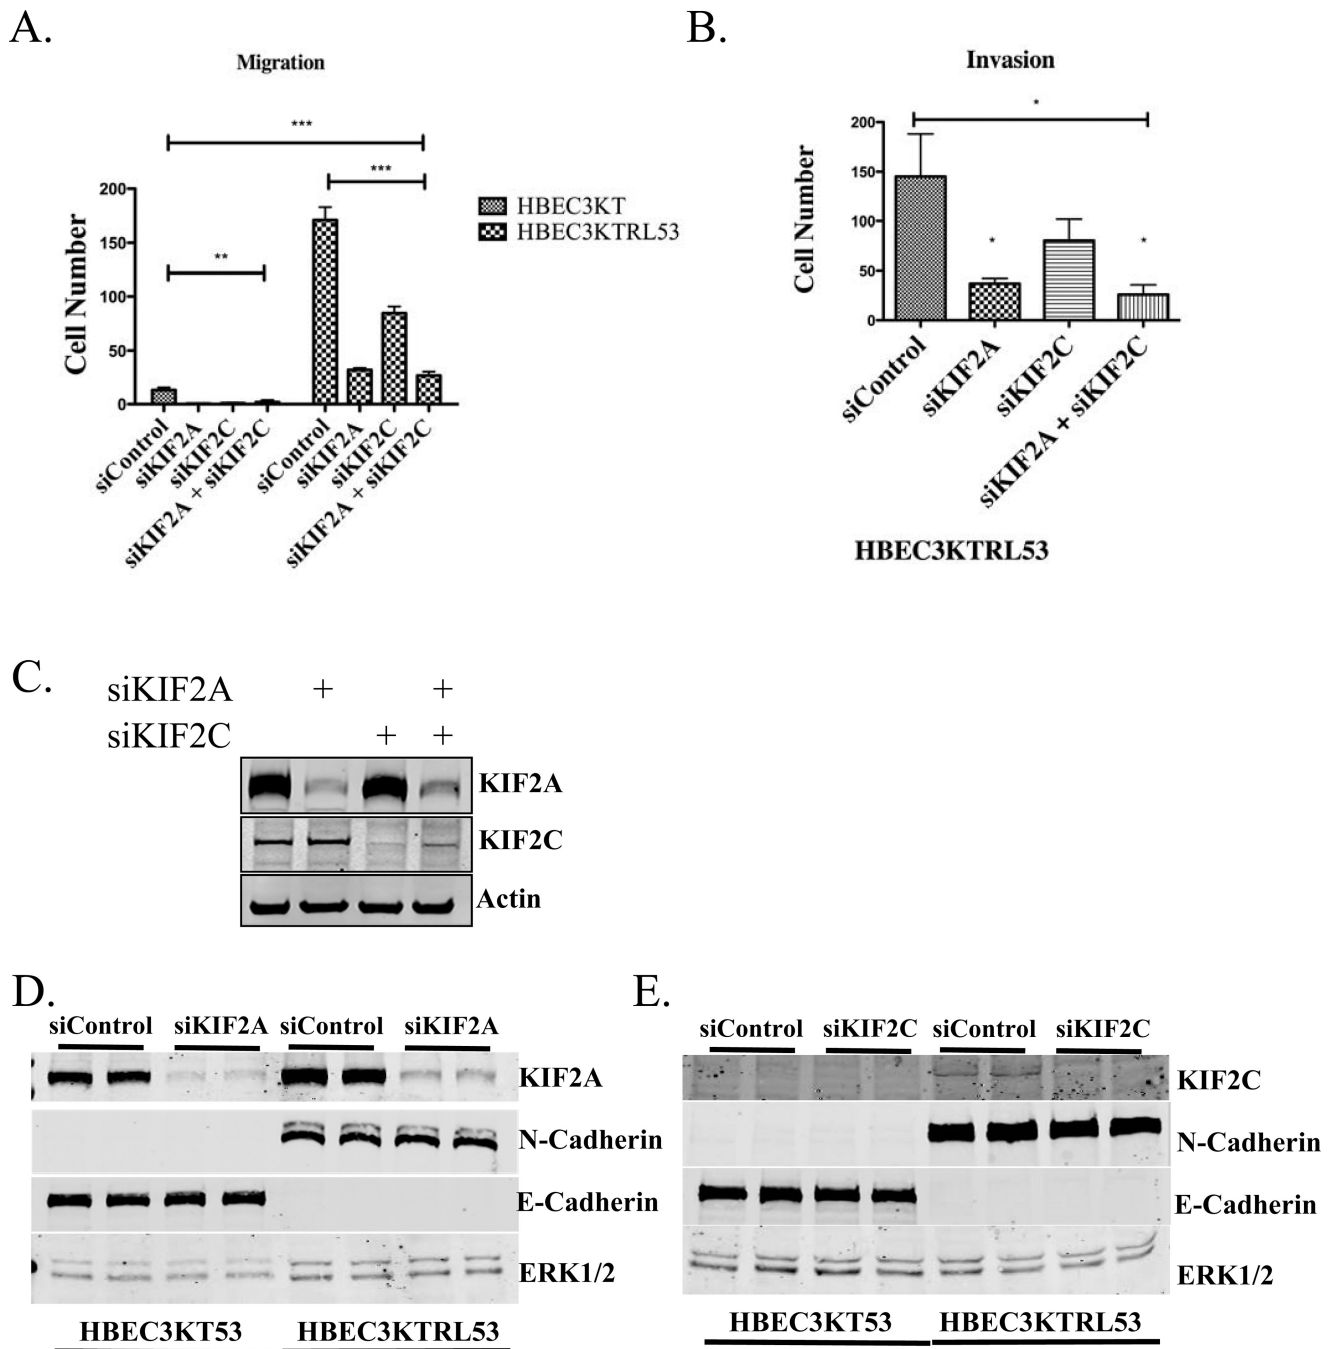 A.
Migration
***
***
**
Cell Number
200
150
100
50
0
siControl
siKIF2A
siKIF2C
siKIF2A + siKIF2C
siControl
siKIF2A
siKIF2C
siKIF2A + siKIF2C
HBEC3KT
HBEC3KTRL53
B.
Invasion
*
Cell Number
200
150
100
50
0
*
*
siControl
siKIF2A
siKIF2C
siKIF2A + siKIF2C
HBEC3KTRL53
C.
siKIF2A + +
siKIF2C + +
KIF2A
KIF2C
Actin
D.
siControl siKIF2A siControl siKIF2A
KIF2A
N-Cadherin
E-Cadherin
ERK1/2
HBEC3KT53 HBEC3KTRL53
E.
siControl siKIF2C siControl siKIF2C
KIF2C
N-Cadherin
E-Cadherin
ERK1/2
HBEC3KT53 HBEC3KTRL53